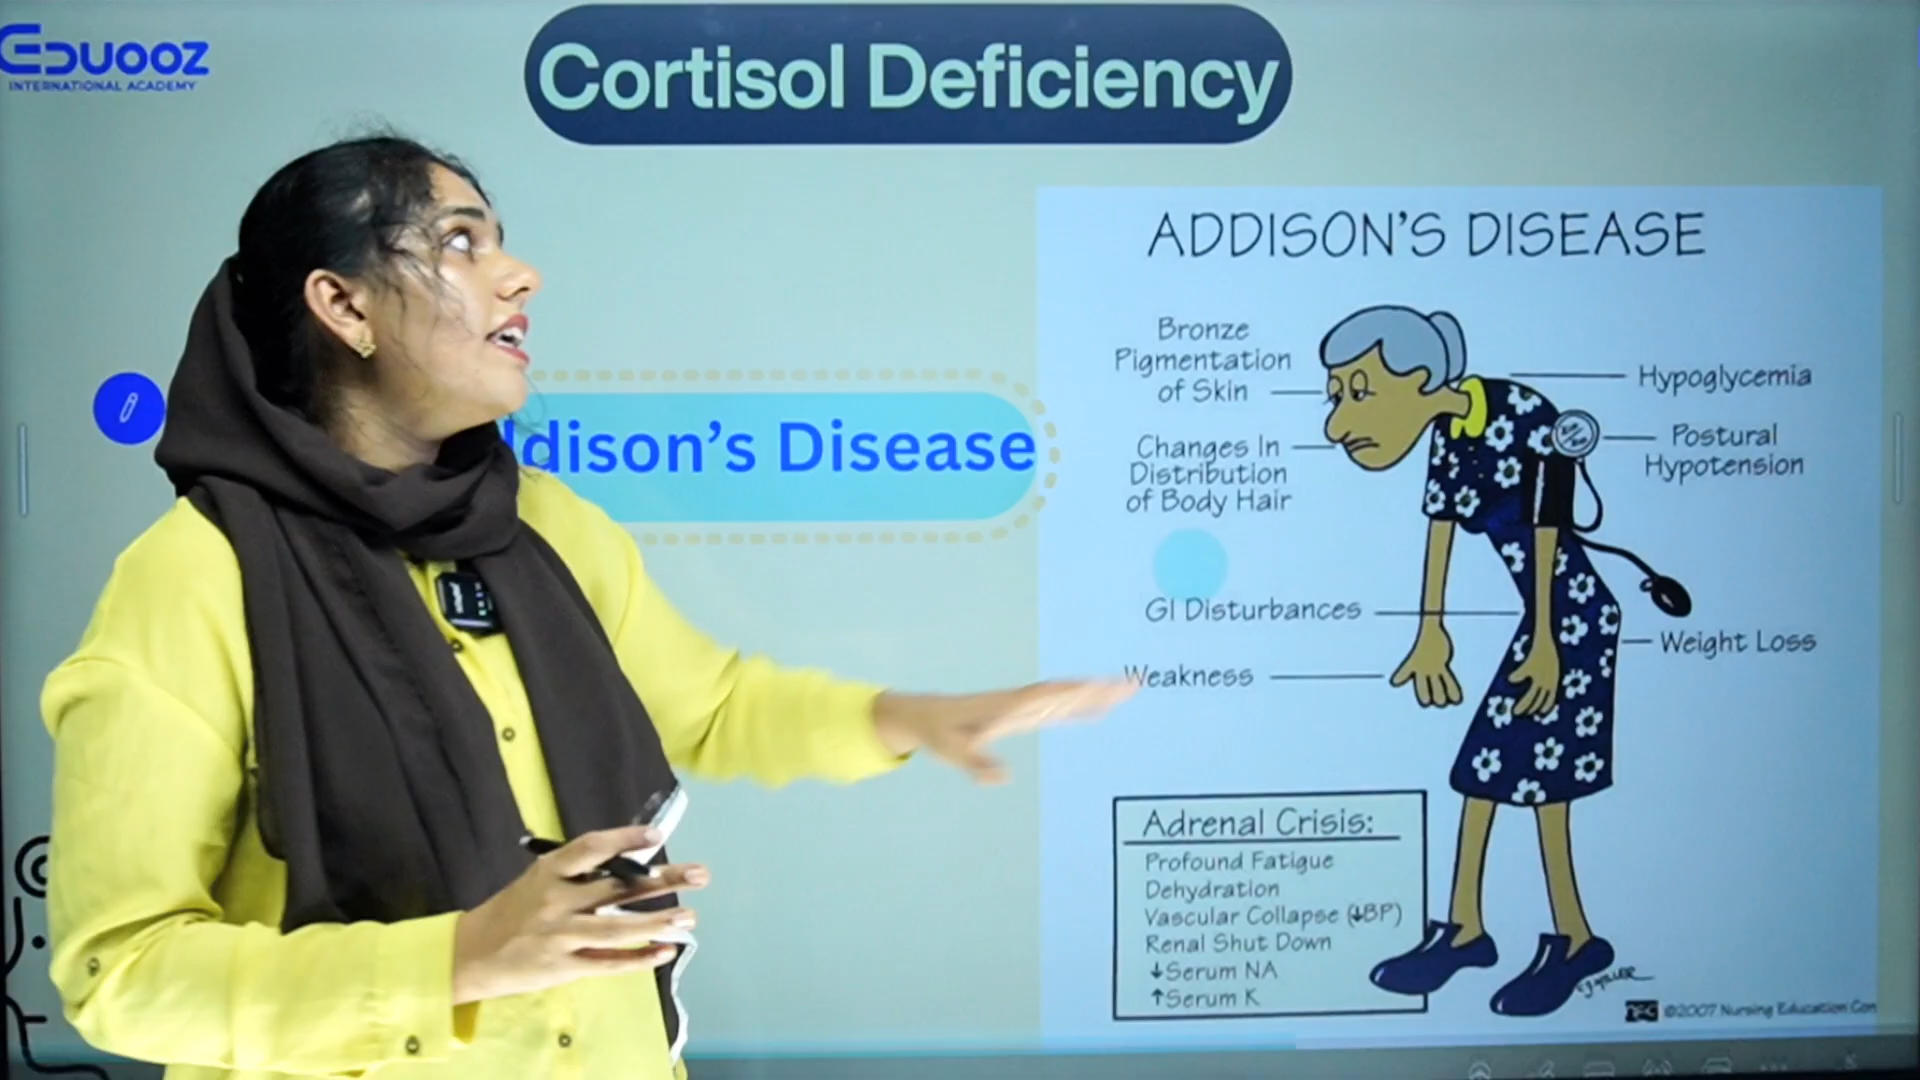 EDUOOZ
INTERNATIONAL ACADEMY
Cortisol Deficiency
ddison’s Disease
ADDISON'S DISEASE
Bronze
Pigmentation
of Skin
Changes In
Distribution
of Body Hair
GI Disturbances
Weakness
Hypoglycemia
Postural
Hypotension
Weight Loss
Adrenal Crisis:
Profound Fatigue
Dehydration
Vascular Collapse (↓BP)
Renal Shut Down
↓Serum NA
↑Serum K
©2007 Nursing Education Con